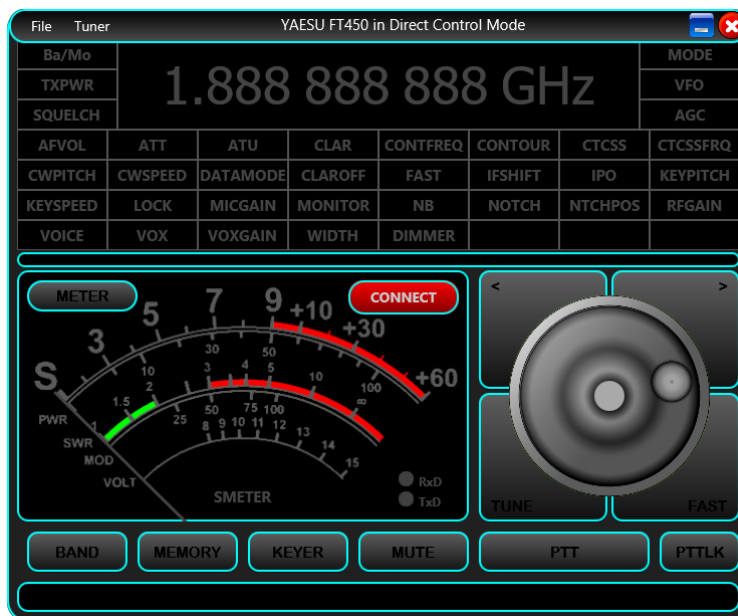 File Tuner YAESU FT450 in Direct Control Mode
Ba/Mo 1.888 888 888 GHz MODE
TXPWR VFO
SQUELCH AGC
AFVOL ATT ATU CLAR CONTFREQ CONTOUR CTCSS CTCSSFRQ
CWPITCH CWSPEED DATAMODE CLAROFF FAST IFSHIFT IPO KEYPITCH
KEYSPEED LOCK MICGAIN MONITOR NB NOTCH NTCHPOS RFGAIN
VOICE VOX VOXGAIN WIDTH DIMMER
METER CONNECT
S 3 5 7 9 +10 +30 +60
PWR 10 30 50 100
SWR 1 1.5 2 3 4 5 10 8
MOD 25 50 75 100
VOLT 8 9 10 11 12 13 14 15
SMETER
RxD
TxD
< >
TUNE FAST
BAND MEMORY KEYER MUTE PTT PTTLK